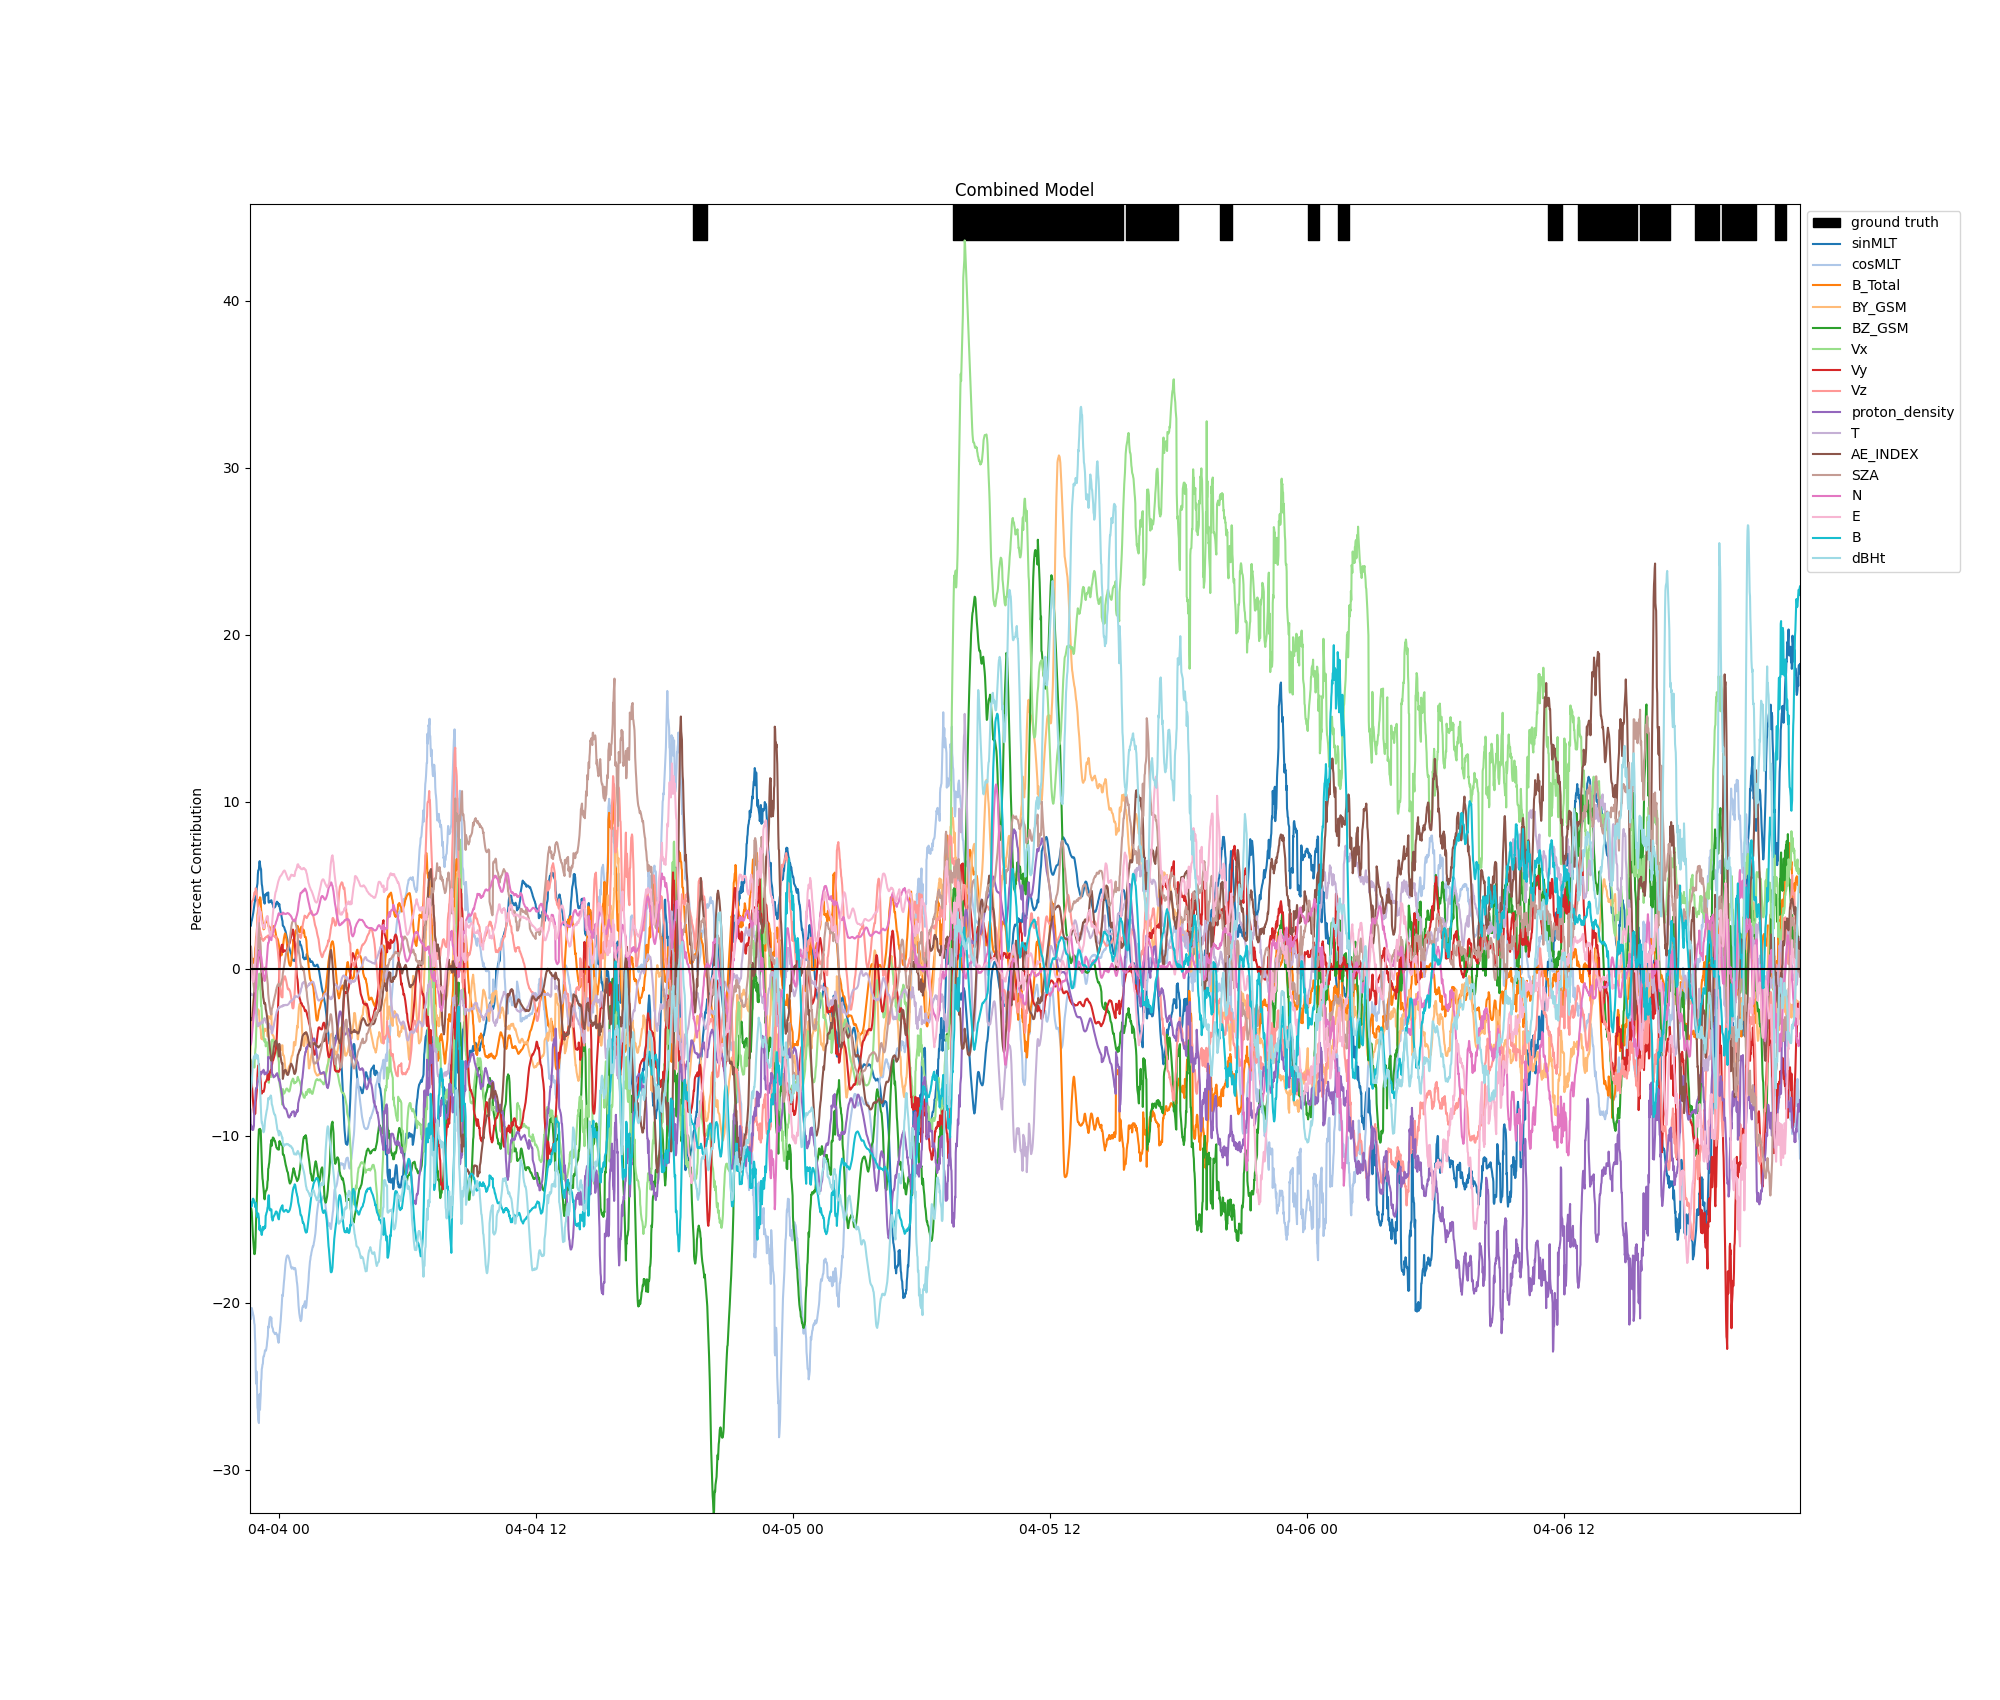 Combined Model
ground truth
sinMLT
cosMLT
B_Total
BY_GSM
BZ_GSM
Vx
Vy
Vz
proton_density
T
AE_INDEX
SZA
N
E
B
dBHt
Percent Contribution
40
30
20
10
0
−10
−20
−30
04-04 00
04-04 12
04-05 00
04-05 12
04-06 00
04-06 12